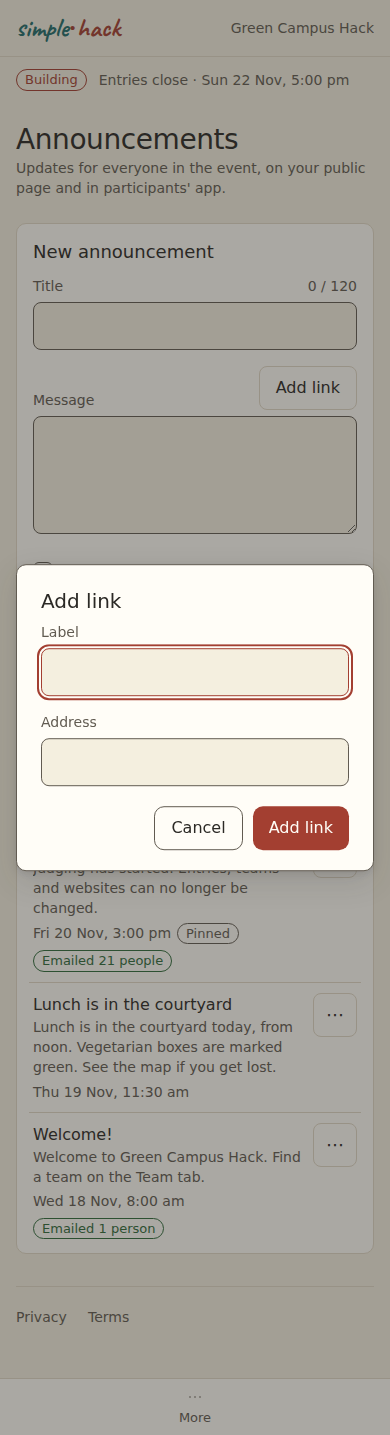 simple·hack
Green Campus Hack
Building
Entries close · Sun 22 Nov, 5:00 pm
Announcements
Updates for everyone in the event, on your public
page and in participants' app.
New announcement
Title
0 / 120
Add link
Message
Add link
Label
Address
Cancel
Add link
judging has started. Entries, teams
and websites can no longer be
changed.
Fri 20 Nov, 3:00 pm
Pinned
Emailed 21 people
Lunch is in the courtyard
...
Lunch is in the courtyard today, from
noon. Vegetarian boxes are marked
green. See the map if you get lost.
Thu 19 Nov, 11:30 am
Welcome!
...
Welcome to Green Campus Hack. Find
a team on the Team tab.
Wed 18 Nov, 8:00 am
Emailed 1 person
Privacy
Terms
...
More